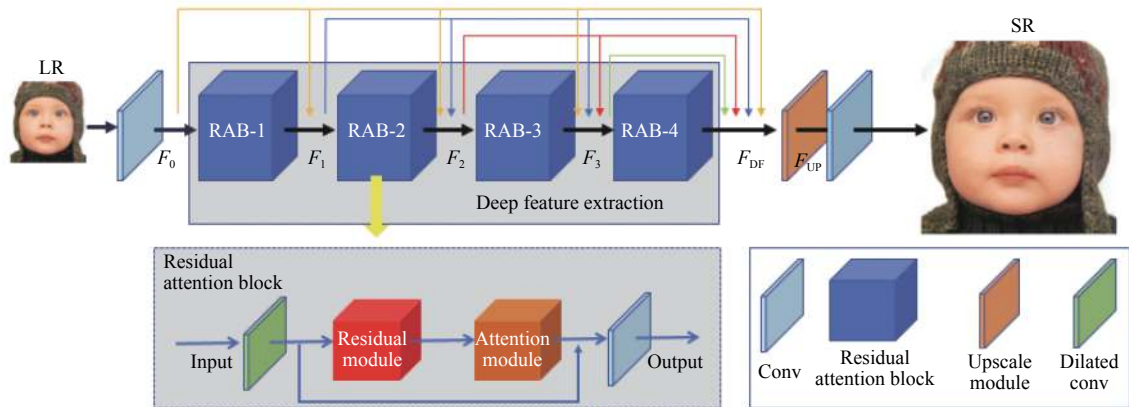 LR
SR
RAB-1
RAB-2
RAB-3
RAB-4
F0
F1
F2
F3
FDF
FUP
Deep feature extraction
Residual
attention block
Input
Residual
module
Attention
module
Output
Conv
Residual
attention block
Upscale
module
Dilated
conv